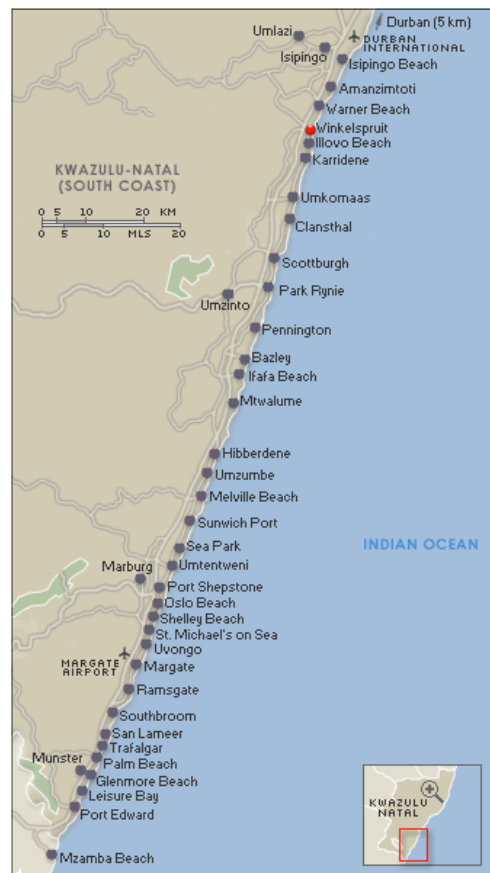 Durban (5 km)
Umlazi
DURBAN
INTERNATIONAL
Isipingo
Isipingo Beach
Amanzimtoti
Warner Beach
Winkelspruit
Illovo Beach
Karridene
KWAZULU-NATAL
(SOUTH COAST)
0 5 10 20 KM
0 5 10 MLS 20
Umkomaas
Clansthal
Scottburgh
Park Rynie
Umzinto
Pennington
Bazley
Ifafa Beach
Mtwalume
Hibberdene
Umzumbe
Melville Beach
Sunwich Port
INDIAN OCEAN
Sea Park
Umtentweni
Marburg
Port Shepstone
Oslo Beach
Shelley Beach
St. Michael's on Sea
Uvongo
MARGATE
AIRPORT
Margate
Ramsgate
Southbroom
San Lameer
Trafalgar
Munster
Palm Beach
Glenmore Beach
Leisure Bay
Port Edward
Mzamba Beach
KWAZULU
NATAL